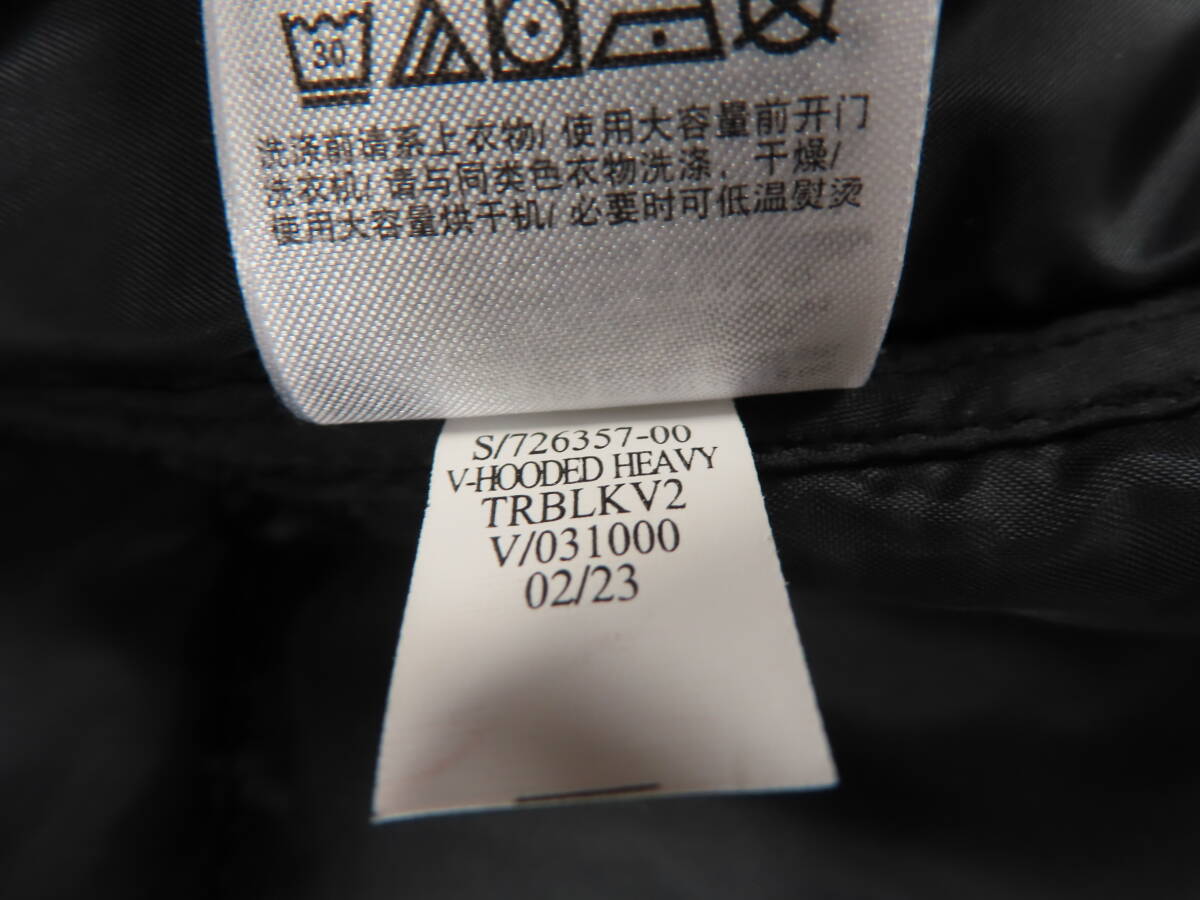 30
洗涤前请系上衣物/ 使用大容量前开门
洗衣机/ 请与同类色衣物洗涤，干燥/
使用大容量烘干机/ 必要时可低温熨烫
S/726357-00
V-HOODED HEAVY
TRBLKV2
V/031000
02/23